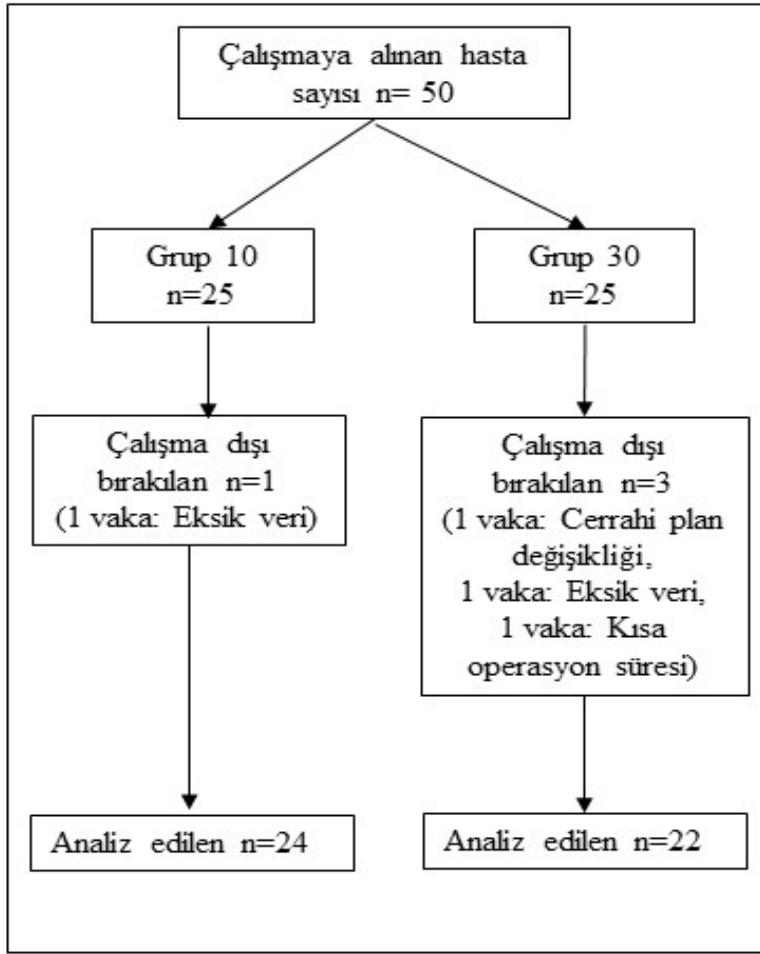 Çalışmaya alınan hasta
sayısı n= 50
Grup 10
n=25
Grup 30
n=25
Çalışma dışı
bırakılan n=1
(1 vaka: Eksik veri)
Çalışma dışı
bırakılan n=3
(1 vaka: Cerrahi plan
değişikliği,
1 vaka: Eksik veri,
1 vaka: Kısa
operasyon süresi)
Analiz edilen n=24
Analiz edilen n=22